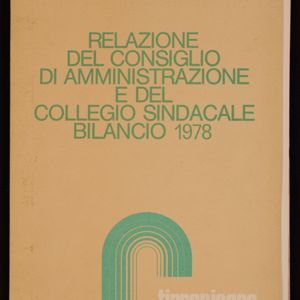 RELAZIONE
DEL CONSIGLIO
DI AMMINISTRAZIONE
E DEL
COLLEGIO SINDACALE
BILANCIO 1978